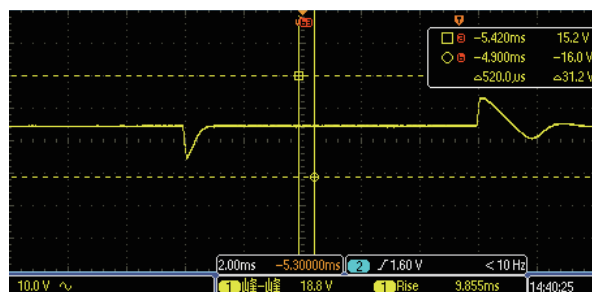 -5.420ms 15.2 V
-4.900ms -16.0 V
△520.0µs △31.2 V
2.00ms -5.30000ms 2 1.60 V < 10 Hz
10.0 V 1 峰-峰 18.8 V 1 Rise 9.855ms 14:40:25